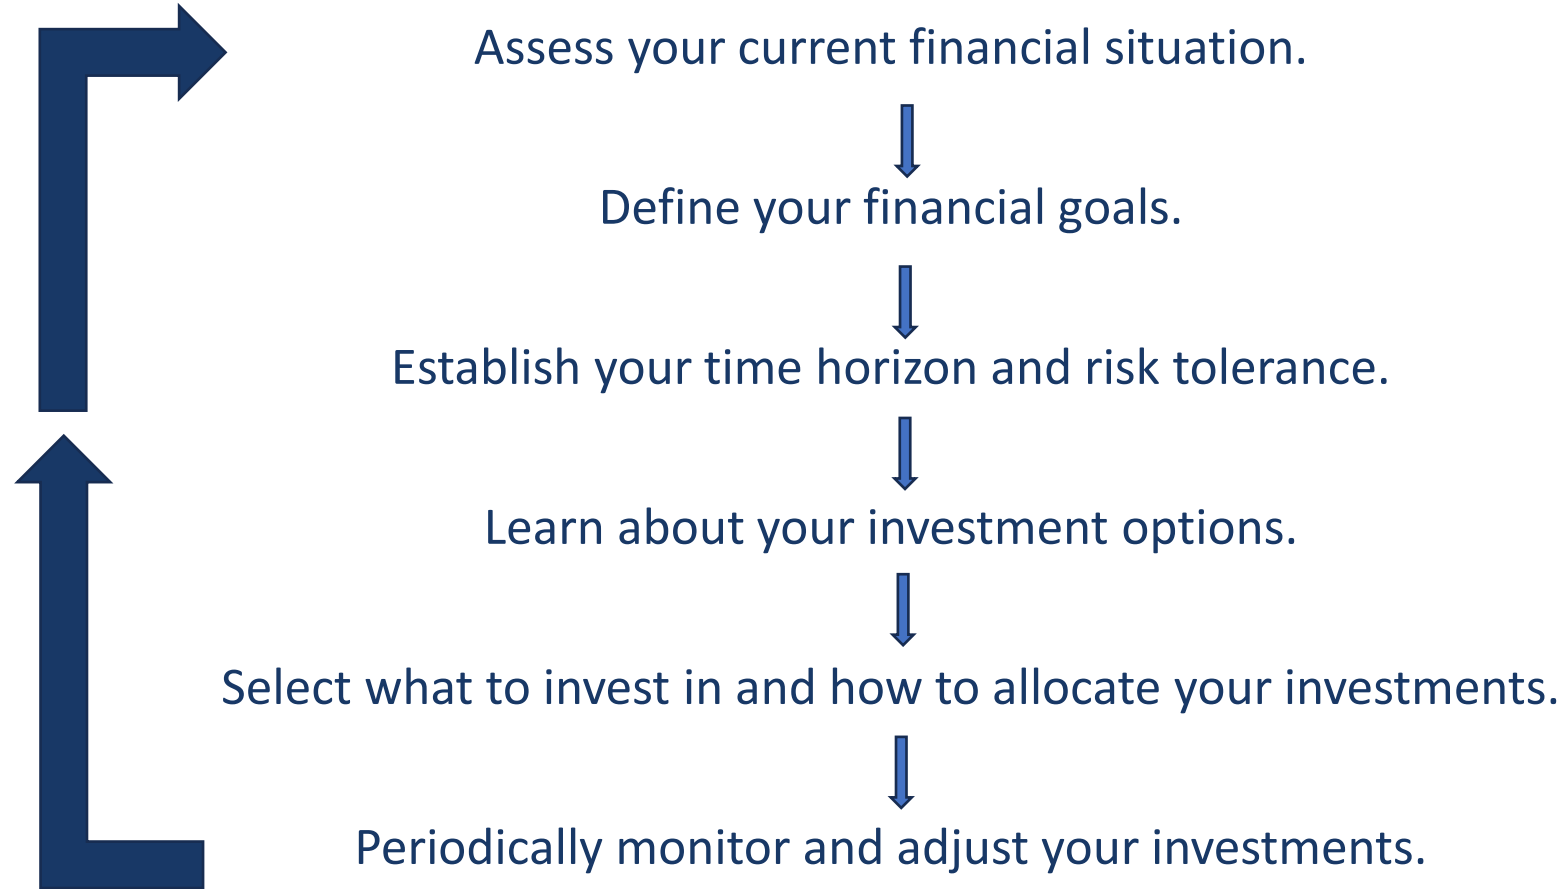 Assess your current financial situation.
Define your financial goals.
Establish your time horizon and risk tolerance.
Learn about your investment options.
Select what to invest in and how to allocate your investments.
Periodically monitor and adjust your investments.